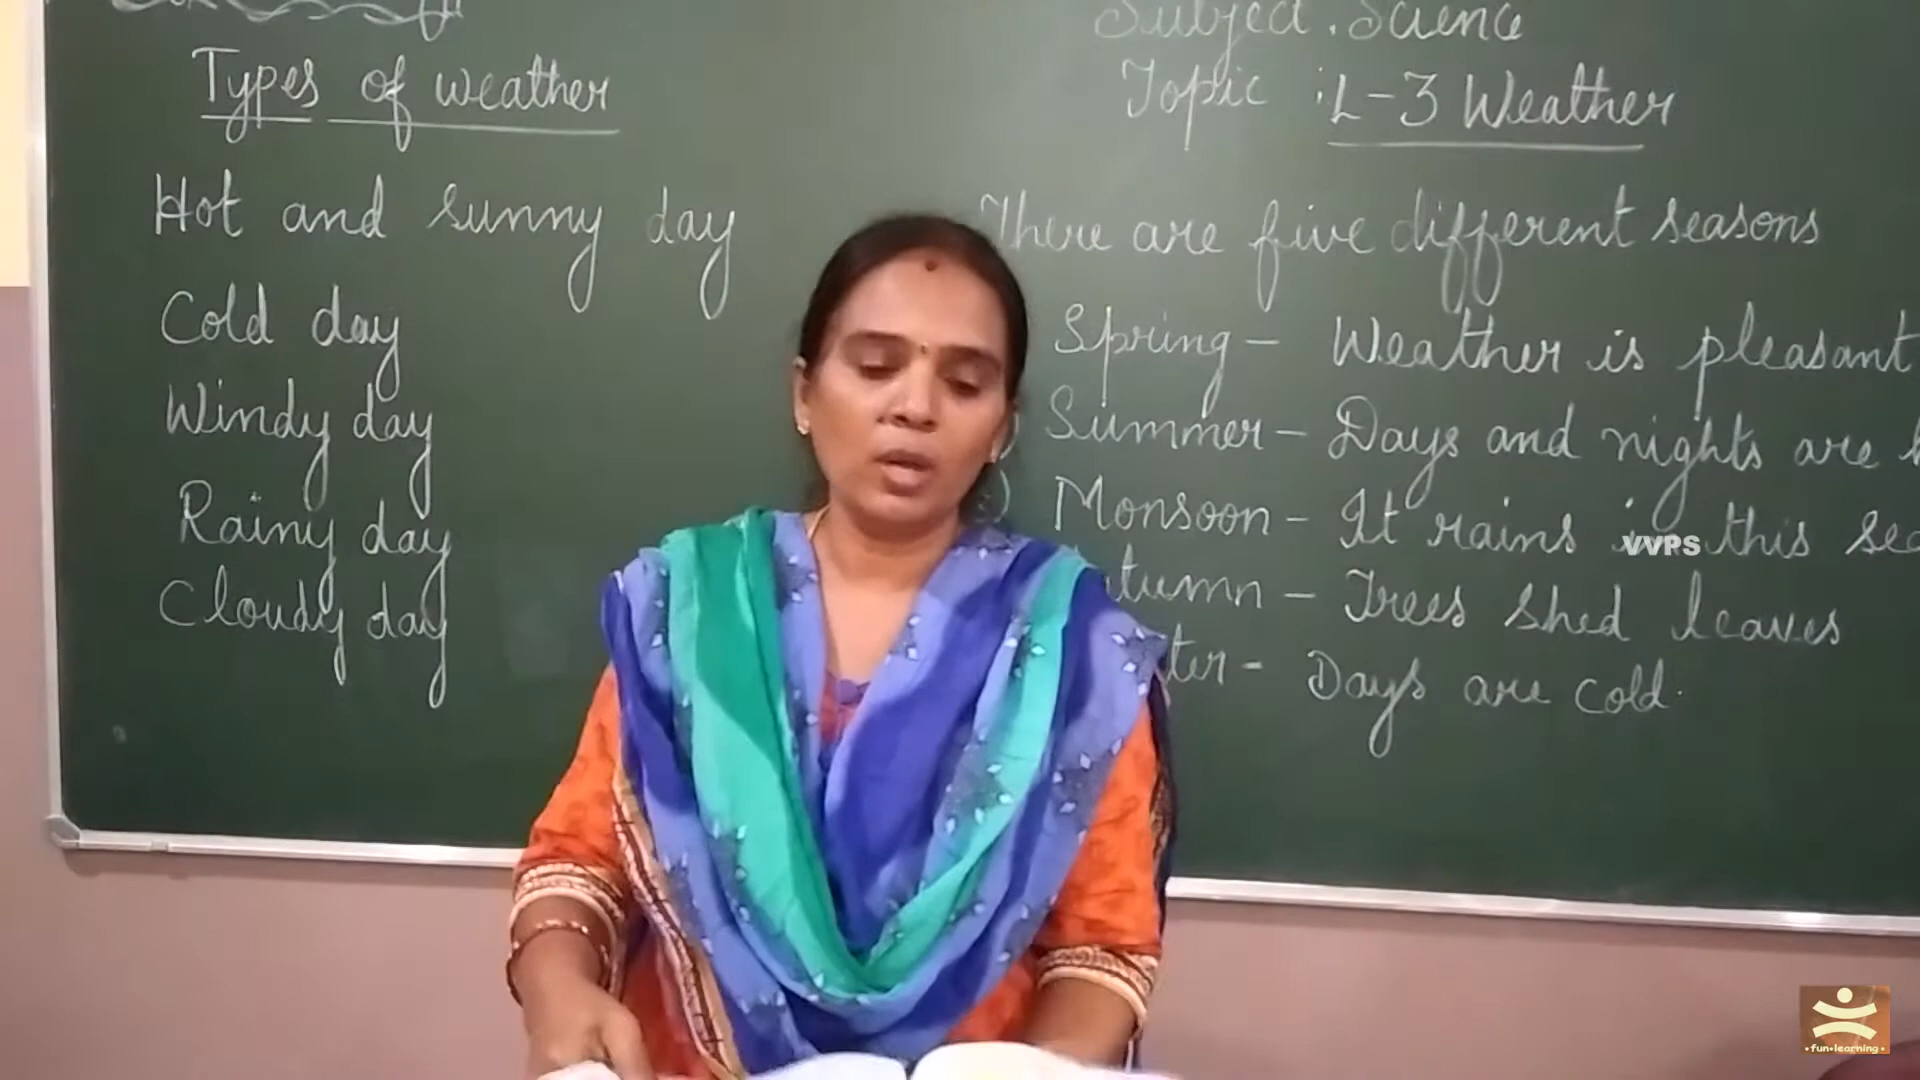 Types of weather
Hot and sunny day
Cold day
Windy day
Rainy day
Cloudy day
Subject . Science
Topic : L-3 Weather
There are five different seasons
Spring - Weather is pleasant
Summer - Days and nights are
Monsoon - It rains in this
tumn - Trees shed leaves
ter - Days are cold.
VVPS
• fun • learning •